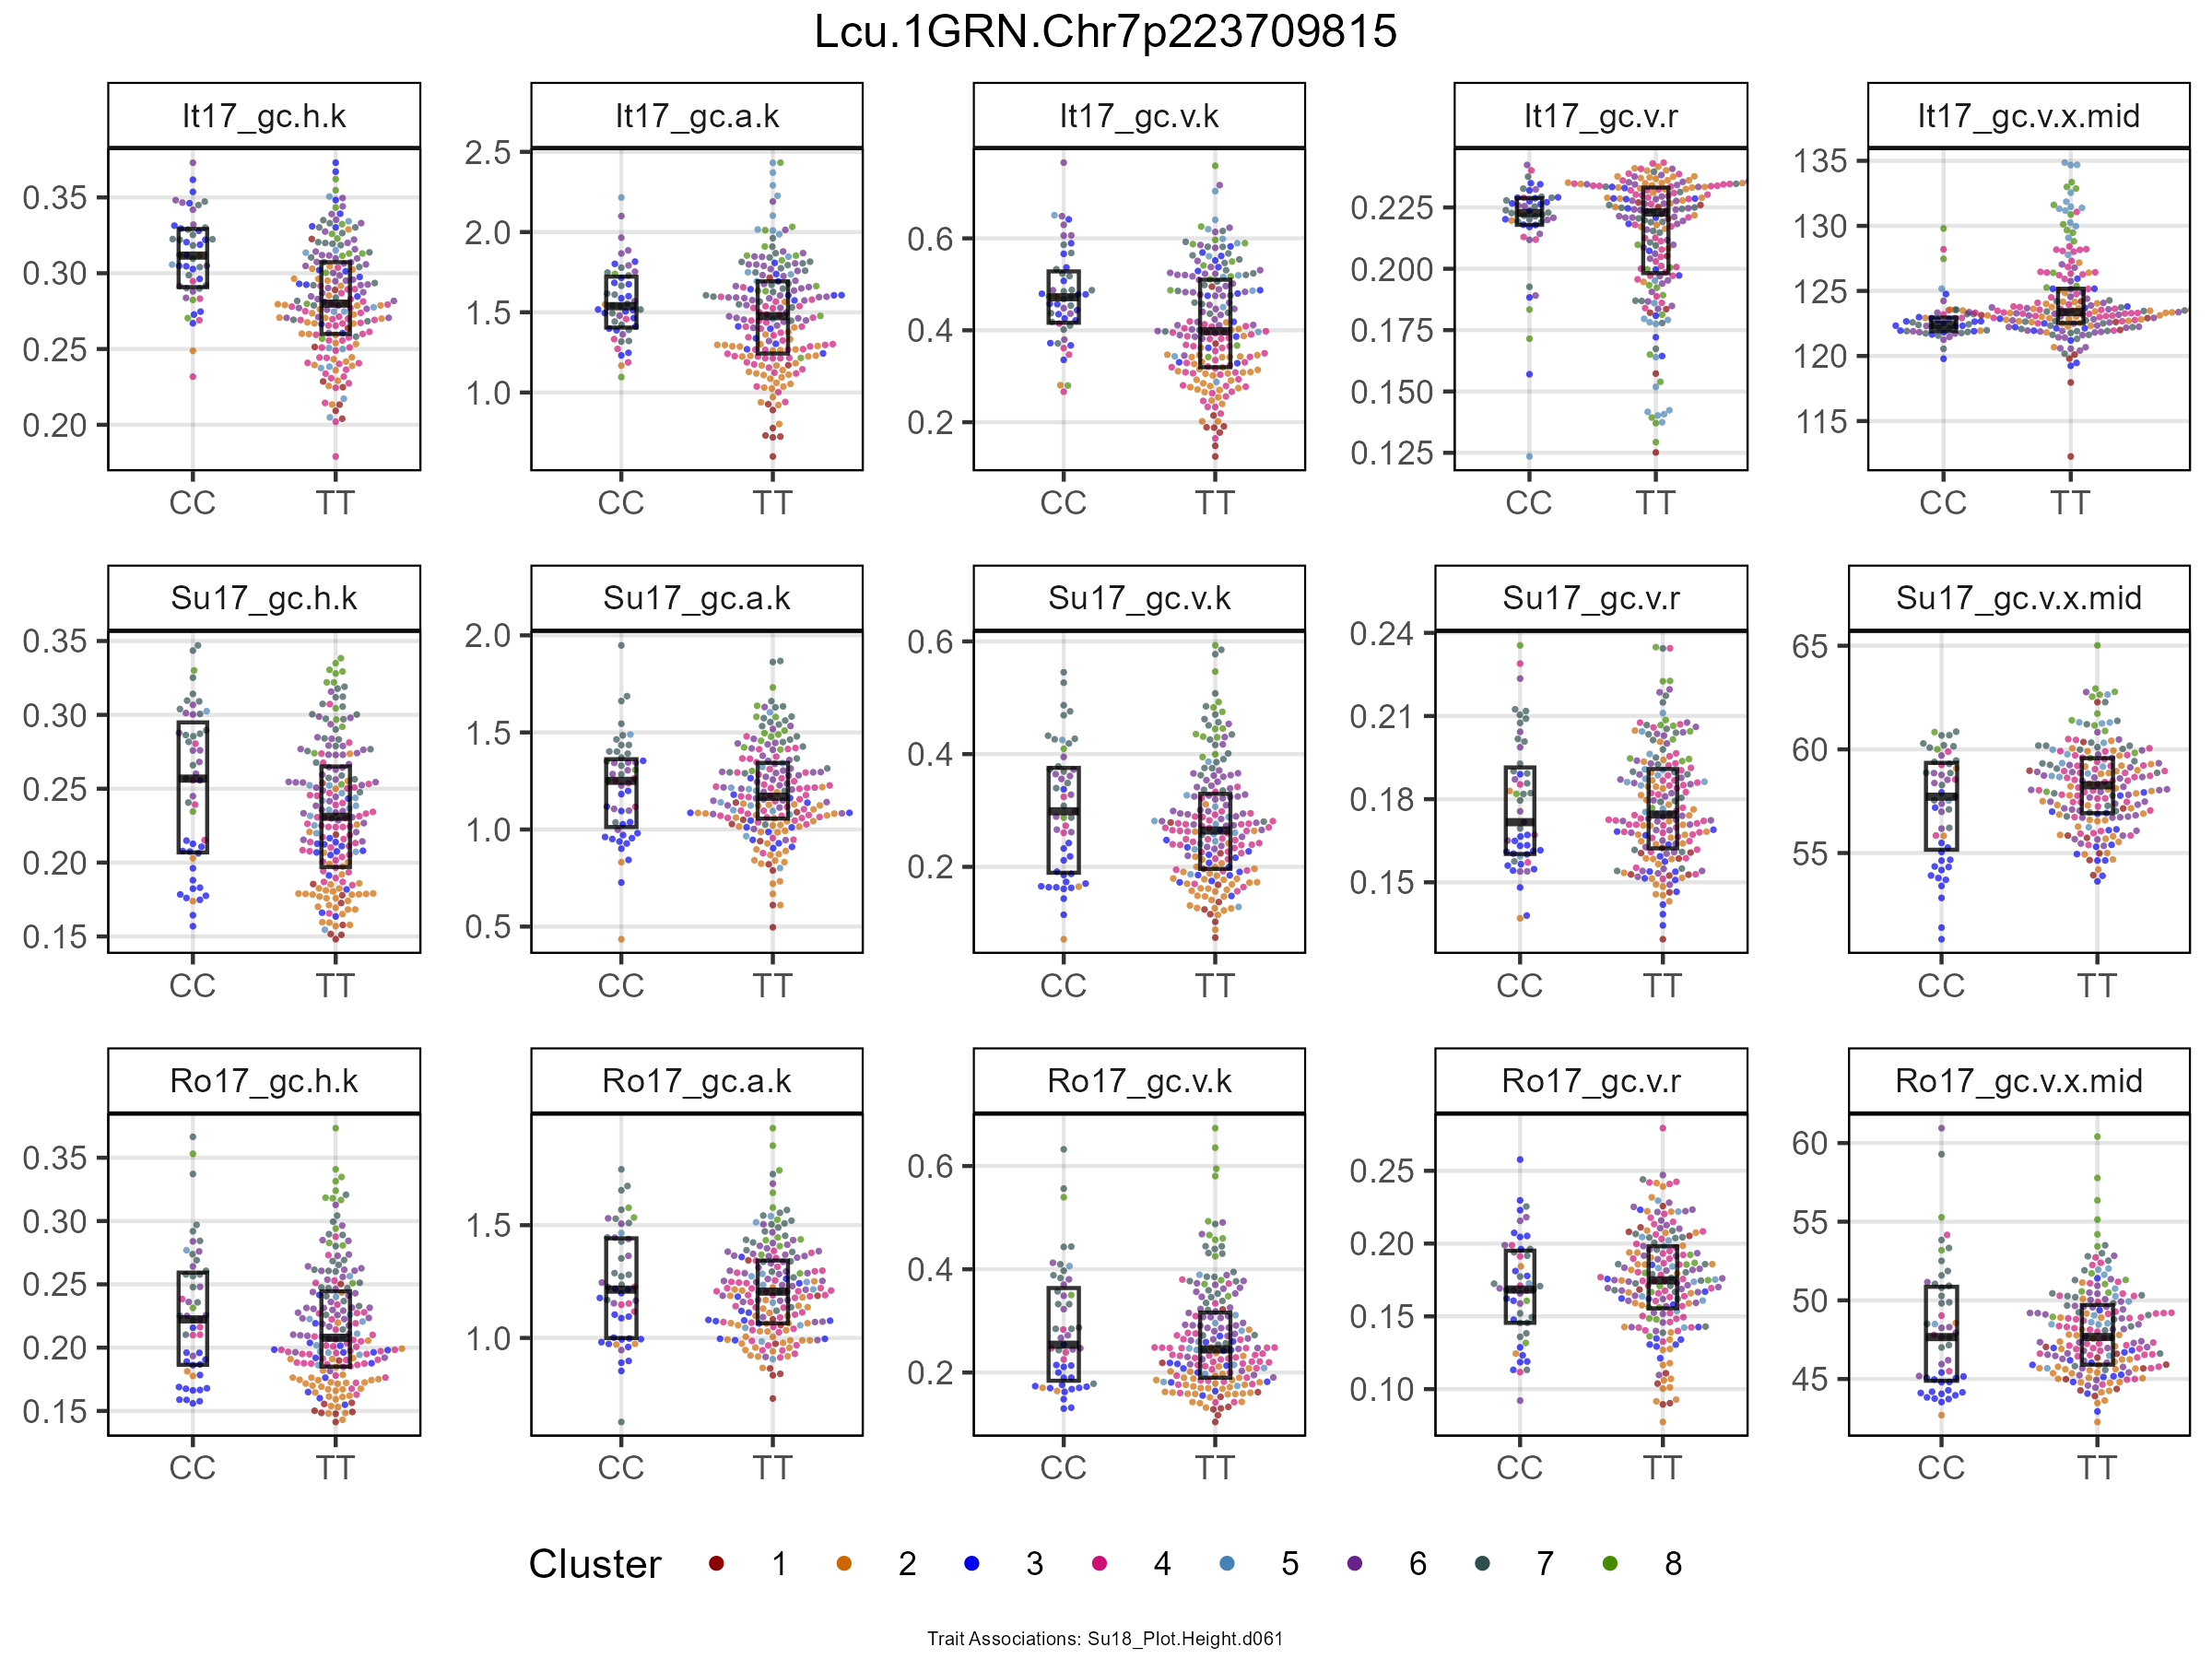 Lcu.1GRN.Chr7p223709815
It17_gc.h.k
It17_gc.a.k
It17_gc.v.k
It17_gc.v.r
It17_gc.v.x.mid
0.35
0.30
0.25
0.20
2.5
2.0
1.5
1.0
0.6
0.4
0.2
0.225
0.200
0.175
0.150
0.125
135
130
125
120
115
CC TT
CC TT
CC TT
CC TT
CC TT
Su17_gc.h.k
Su17_gc.a.k
Su17_gc.v.k
Su17_gc.v.r
Su17_gc.v.x.mid
0.35
0.30
0.25
0.20
0.15
2.0
1.5
1.0
0.5
0.6
0.4
0.2
0.24
0.21
0.18
0.15
65
60
55
CC TT
CC TT
CC TT
CC TT
CC TT
Ro17_gc.h.k
Ro17_gc.a.k
Ro17_gc.v.k
Ro17_gc.v.r
Ro17_gc.v.x.mid
0.35
0.30
0.25
0.20
0.15
1.5
1.0
0.6
0.4
0.2
0.25
0.20
0.15
0.10
60
55
50
45
CC TT
CC TT
CC TT
CC TT
CC TT
Cluster 1 2 3 4 5 6 7 8
Trait Associations: Su18_Plot.Height.d061